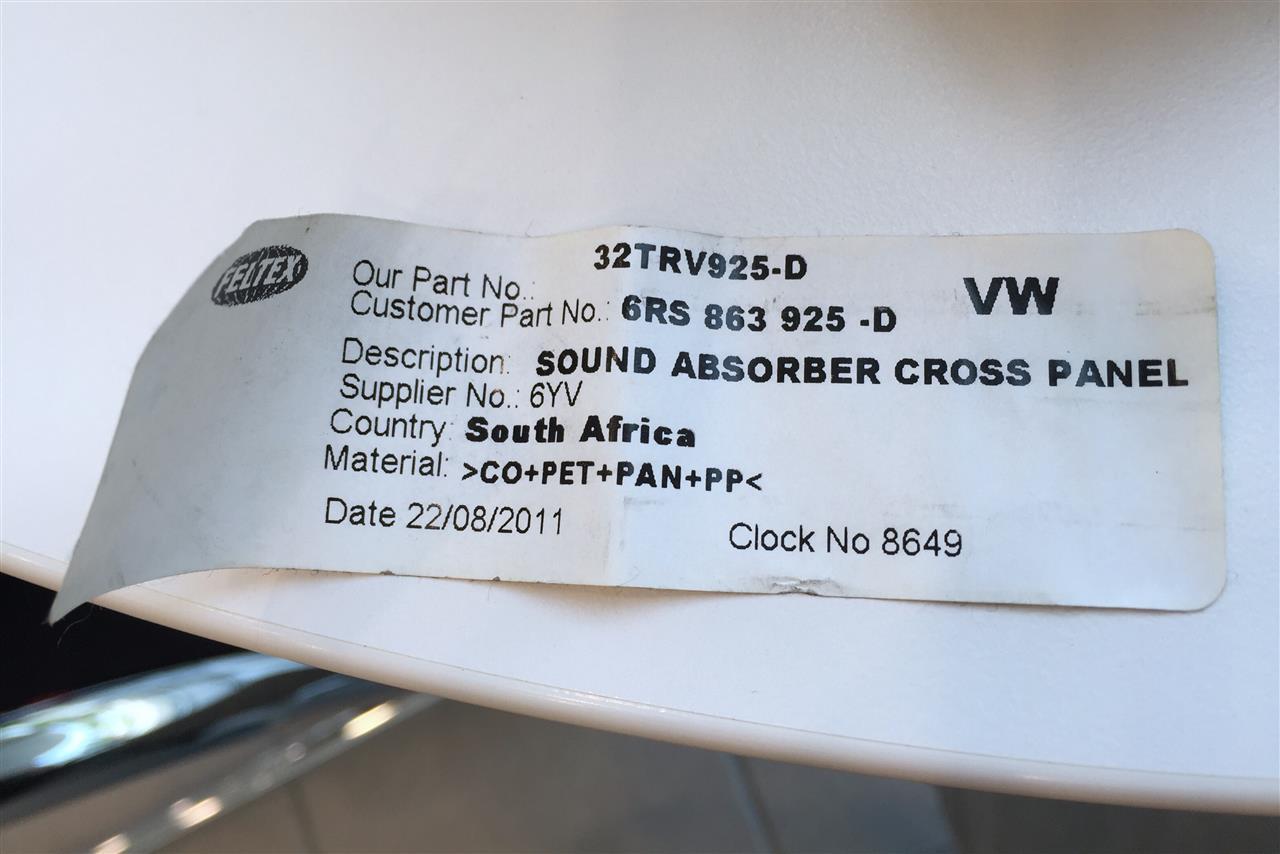 FELTEX
Our Part No.: 32TRV925-D
VW
Customer Part No.: 6RS 863 925 -D
Description: SOUND ABSORBER CROSS PANEL
Supplier No.: 6YV
Country: South Africa
Material: >CO+PET+PAN+PP<
Date 22/08/2011 Clock No 8649